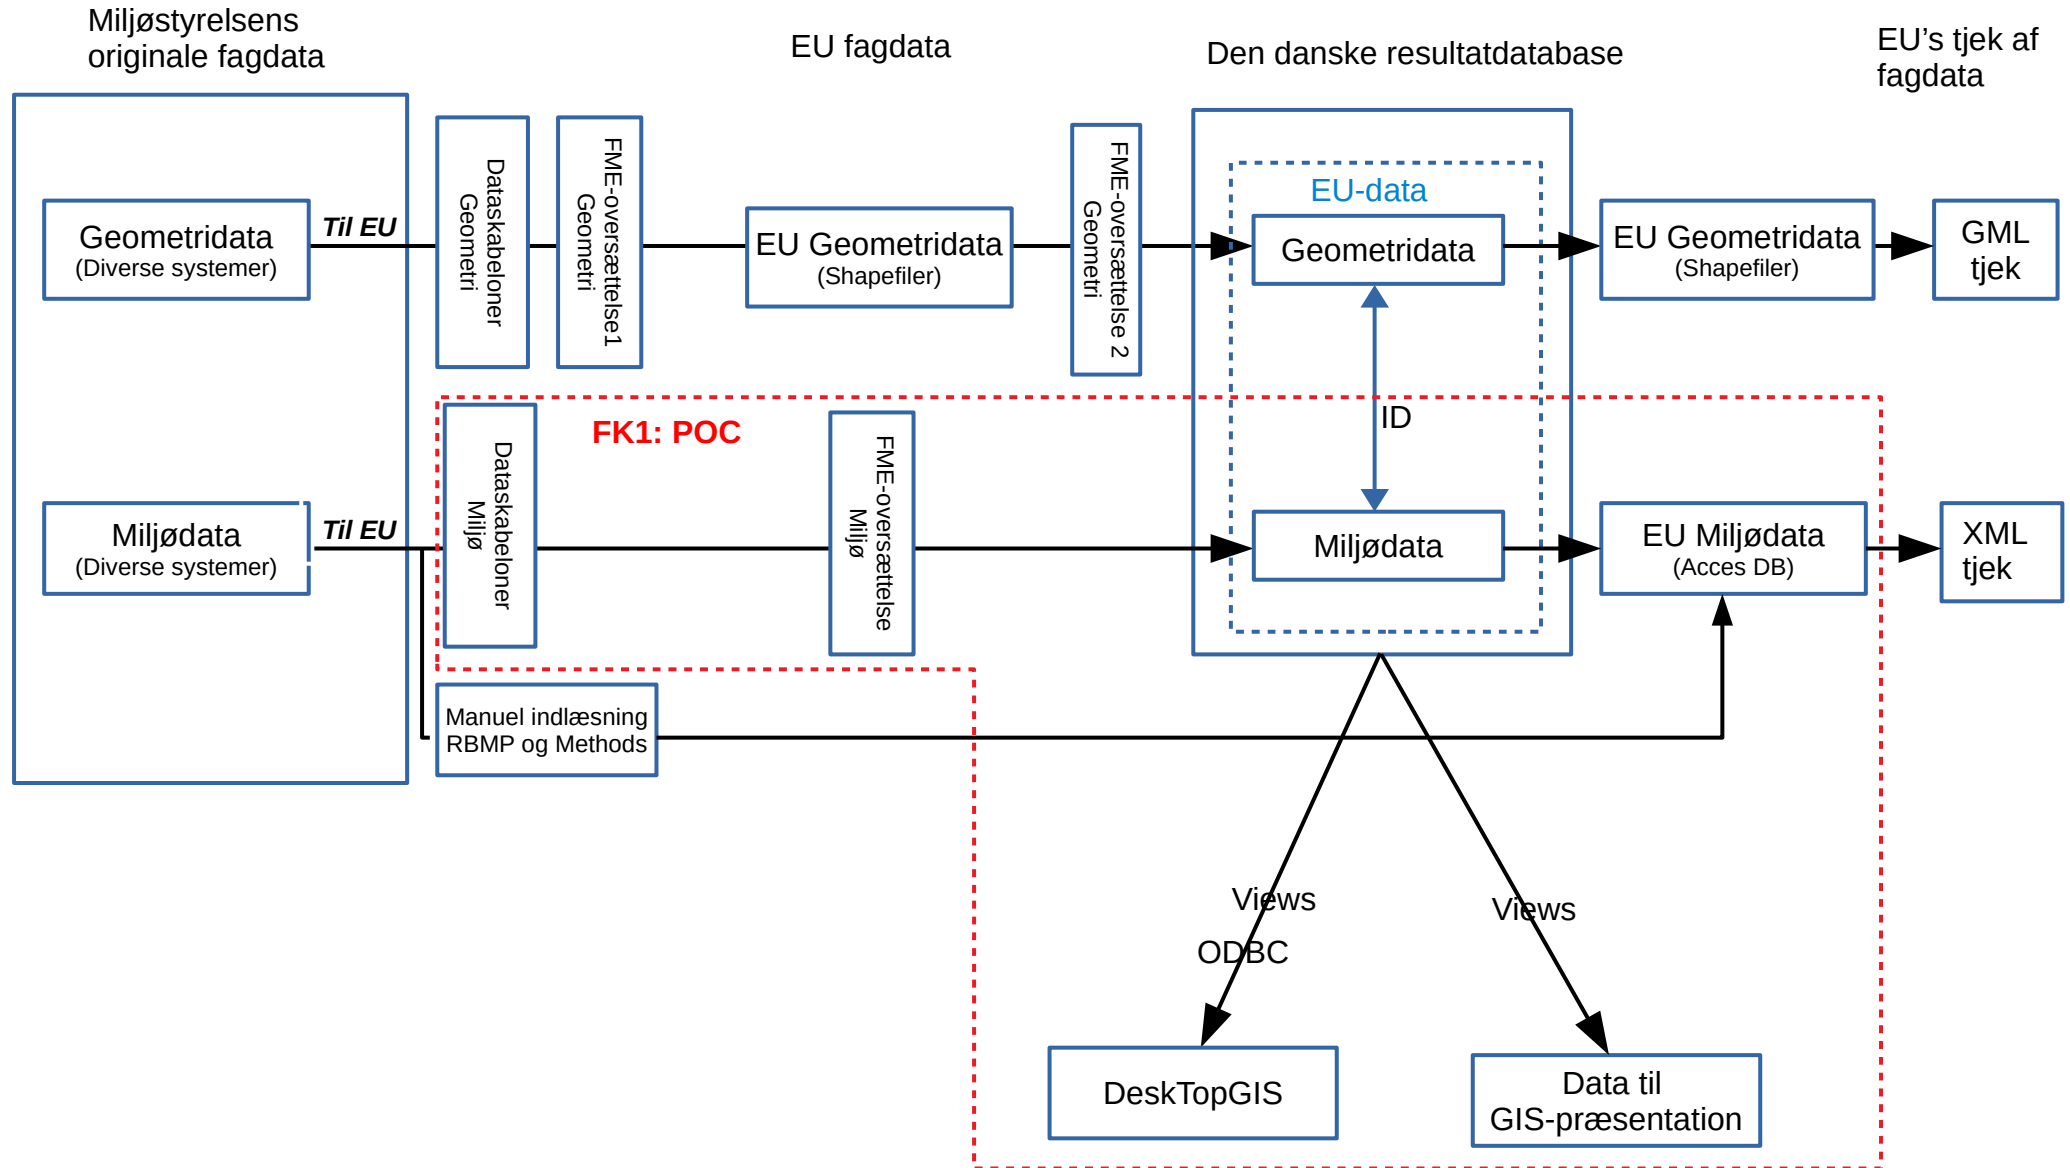 Miljøstyrelsens
originale fagdata
EU fagdata
Den danske resultatdatabase
EU’s tjek af
fagdata
Geometridata
(Diverse systemer)
Til EU
Dataskabeloner
Geometri
FME-oversættelse1
Geometri
EU Geometridata
(Shapefiler)
FME-oversættelse 2
Geometri
EU-data
Geometridata
EU Geometridata
(Shapefiler)
GML
tjek
FK1: POC
ID
Miljødata
(Diverse systemer)
Til EU
Dataskabeloner
Miljø
FME-oversættelse
Miljø
Miljødata
EU Miljødata
(Acces DB)
XML
tjek
Manuel indlæsning
RBMP og Methods
Views
ODBC
Views
DeskTopGIS
Data til
GIS-præsentation